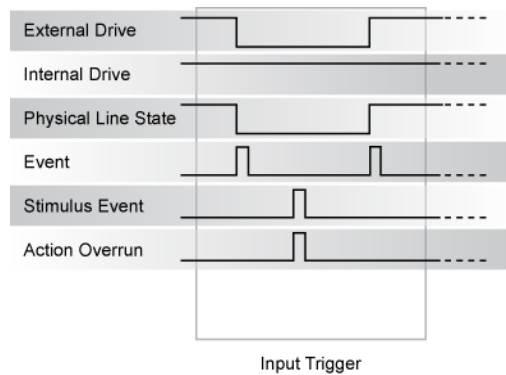 External Drive
Internal Drive
Physical Line State
Event
Stimulus Event
Action Overrun
Input Trigger